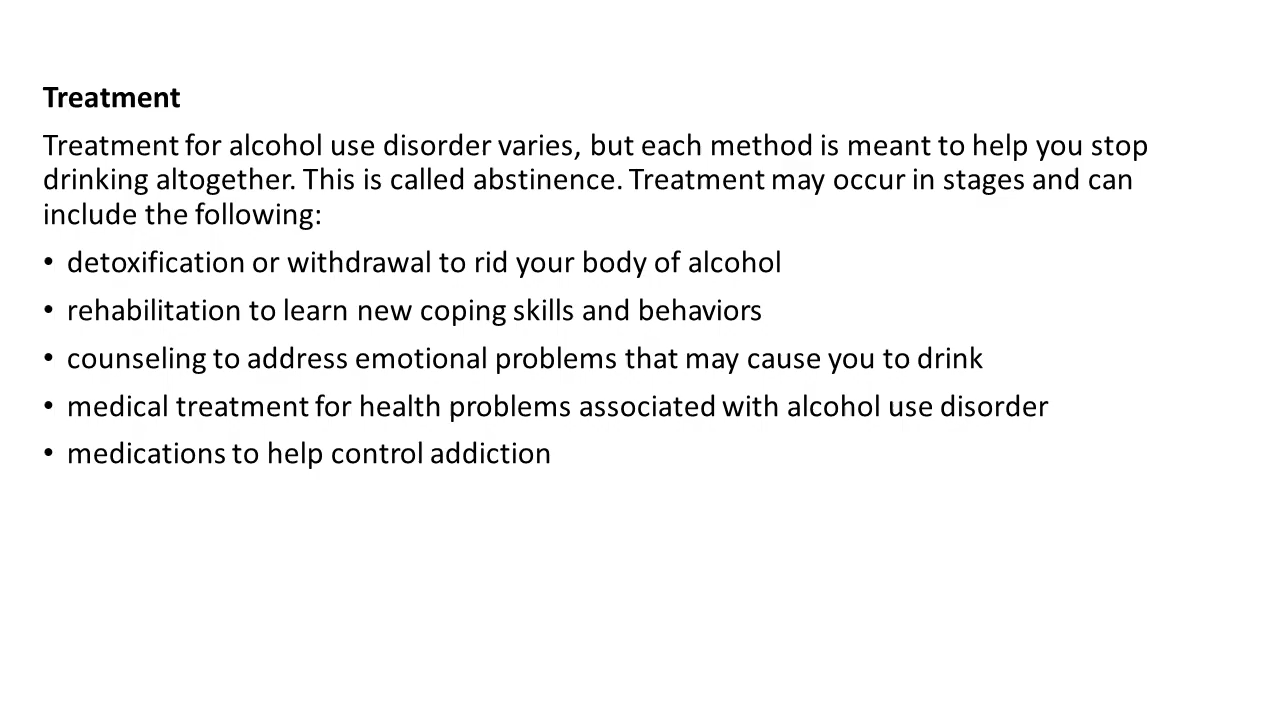 Treatment
Treatment for alcohol use disorder varies, but each method is meant to help you stop
drinking altogether. This is called abstinence. Treatment may occur in stages and can
include the following:
• detoxification or withdrawal to rid your body of alcohol
• rehabilitation to learn new coping skills and behaviors
• counseling to address emotional problems that may cause you to drink
• medical treatment for health problems associated with alcohol use disorder
• medications to help control addiction